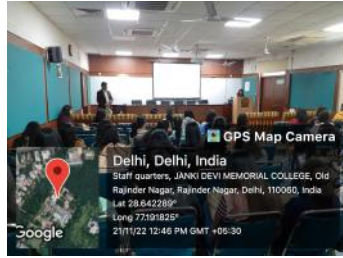 GPS Map Camera
Delhi, Delhi, India
Staff quarters, JANKI DEVI MEMORIAL COLLEGE, Old
Rajinder Nagar, Rajinder Nagar, Delhi, 110060, India
Lat 28.642289°
Long 77.191825°
21/11/22 12:46 PM GMT +05:30
Google